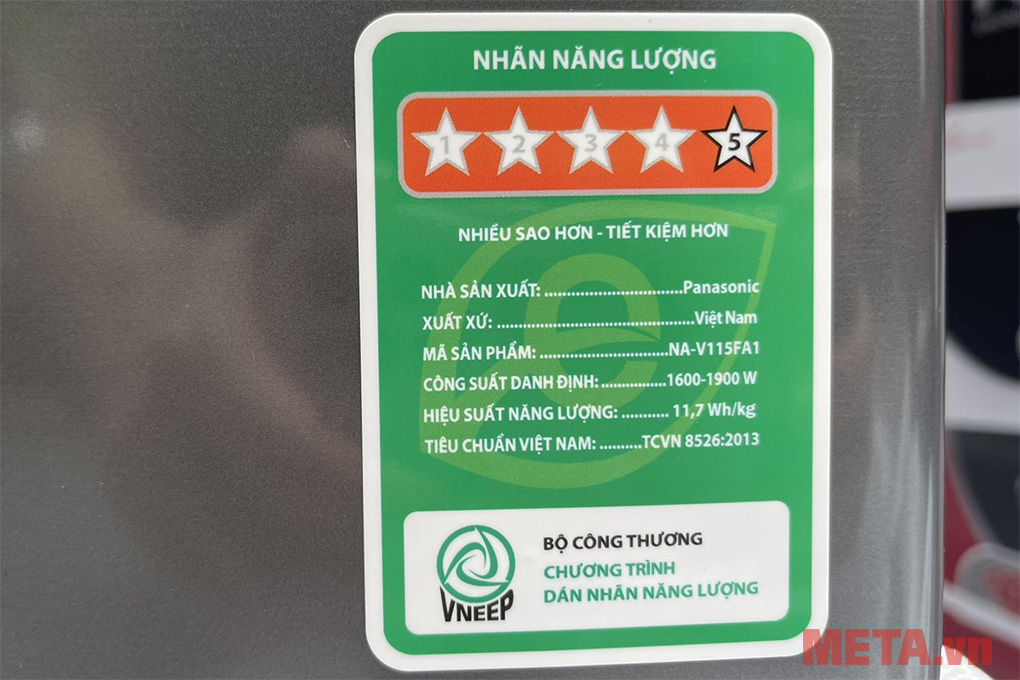 NHÃN NĂNG LƯỢNG
1 2 3 4 5
NHIỀU SAO HƠN - TIẾT KIỆM HƠN
NHÀ SẢN XUẤT: ................................Panasonic
XUẤT XỨ: .............................................Việt Nam
MÃ SẢN PHẨM: .............................NA-V115FA1
CÔNG SUẤT DANH ĐỊNH: ...............1600-1900 W
HIỆU SUẤT NĂNG LƯỢNG: ........... 11,7 Wh/kg
TIÊU CHUẨN VIỆT NAM: ..........TCVN 8526:2013
VNEEP
BỘ CÔNG THƯƠNG
CHƯƠNG TRÌNH
DÁN NHÃN NĂNG LƯỢNG
META.vn